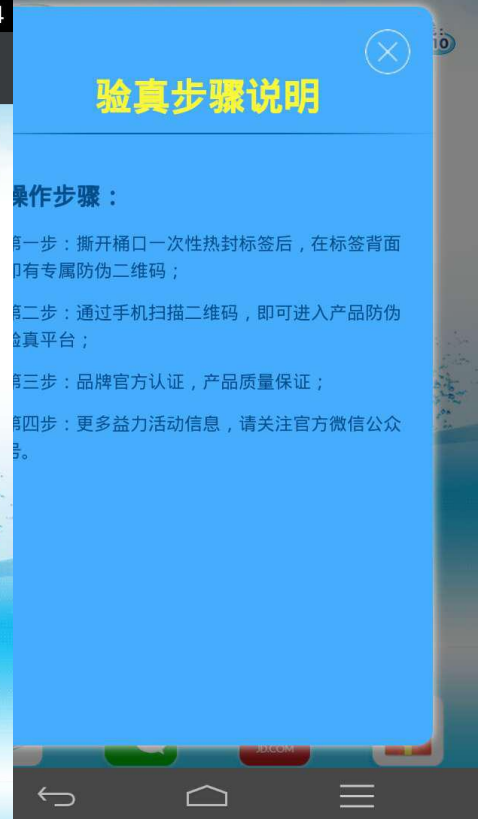 验真步骤说明
操作步骤：
第一步：撕开桶口一次性热封标签后，在标签背面
即有专属防伪二维码；
第二步：通过手机扫描二维码，即可进入产品防伪
验真平台；
第三步：品牌官方认证，产品质量保证；
第四步：更多益力活动信息，请关注官方微信公众
号。
JD.COM